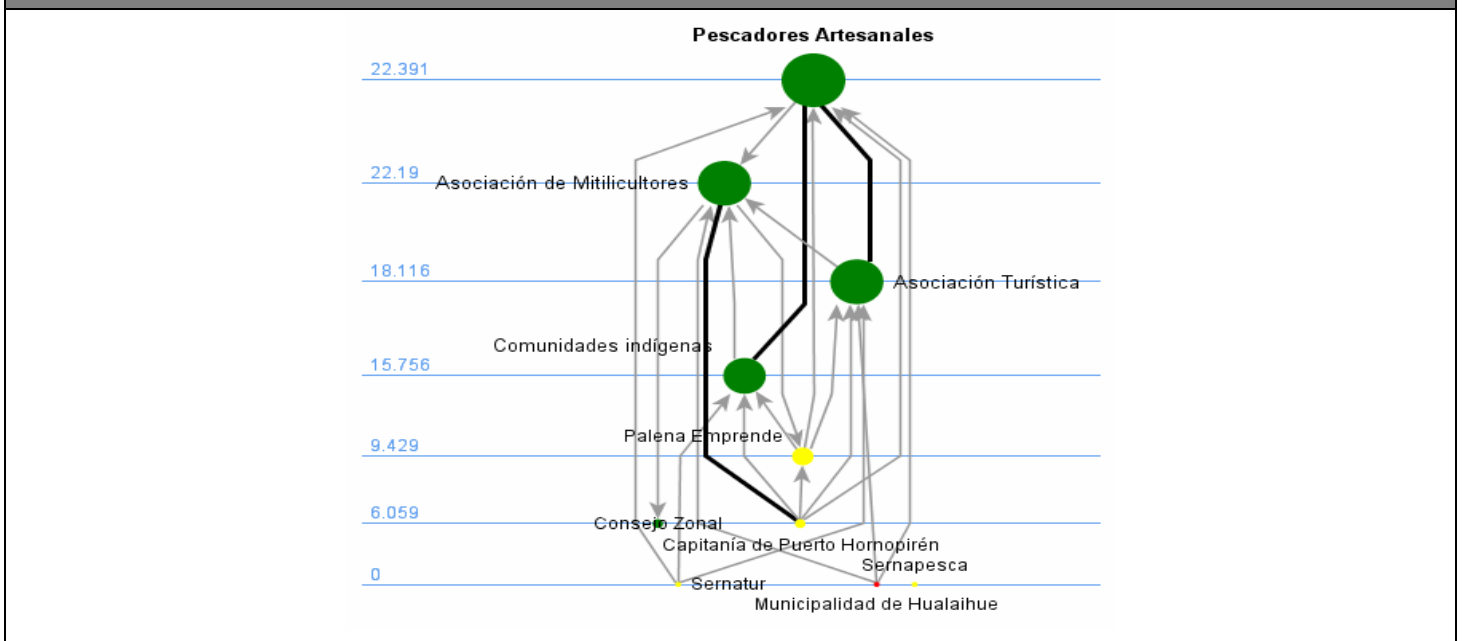 Pescadores Artesanales
22.391
22.19
Asociación de Mitilicultores
18.116
Asociación Turística
Comunidades indígenas
15.756
Palena Emprende
9.429
6.059
Consejo Zonal
Capitanía de Puerto Hornopirén
Sernapesca
0
Sernatur
Municipalidad de Hualaihue